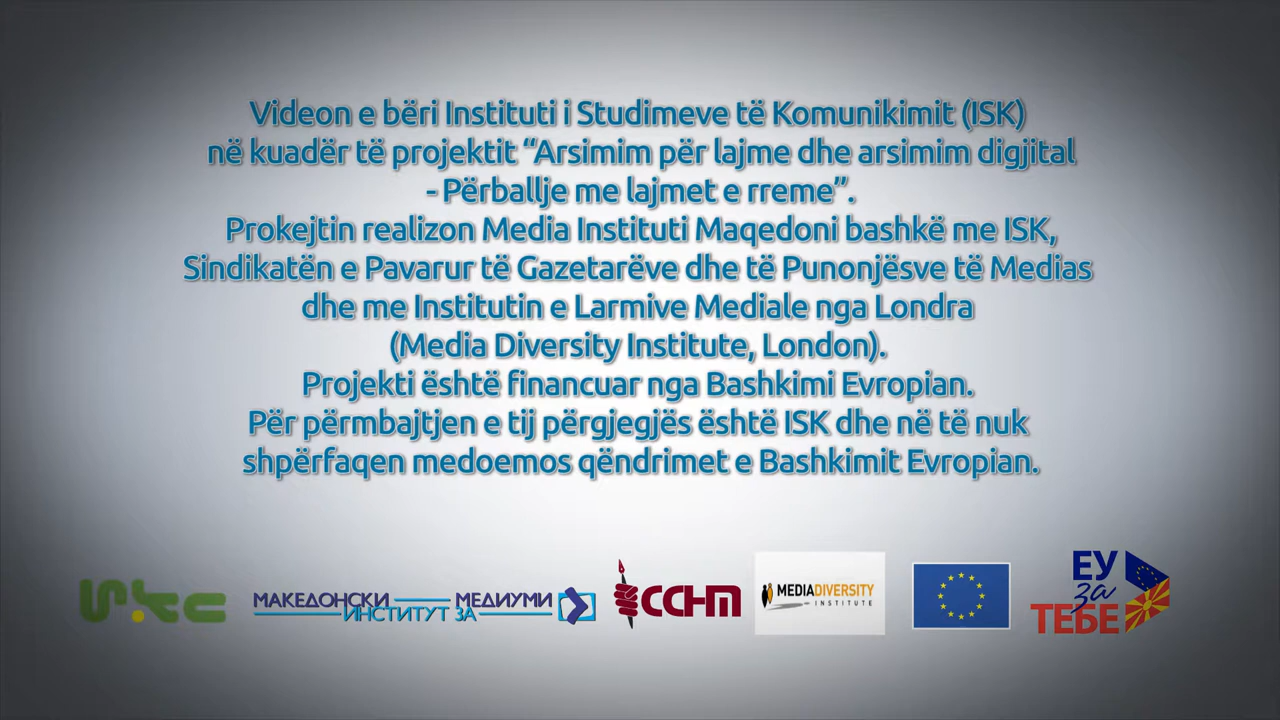 Videon e bëri Instituti i Studimeve të Komunikimit (ISK)
në kuadër të projektit “Arsimim për lajme dhe arsimim digjital
- Përballje me lajmet e rreme”.
Prokejtin realizon Media Instituti Maqedoni bashkë me ISK,
Sindikatën e Pavarur të Gazetarëve dhe të Punonjësve të Medias
dhe me Institutin e Larmive Mediale nga Londra
(Media Diversity Institute, London).
Projekti është financuar nga Bashkimi Evropian.
Për përmbajtjen e tij përgjegjës është ISK dhe në të nuk
shpërfaqen medoemos qëndrimet e Bashkimit Evropian.
МАКЕДОНСКИ МЕДИУМИ
ИНСТИТУТ ЗА
ССНМ
MEDIADIVERSITY
INSTITUTE
ЕУ
за
ТЕБЕ